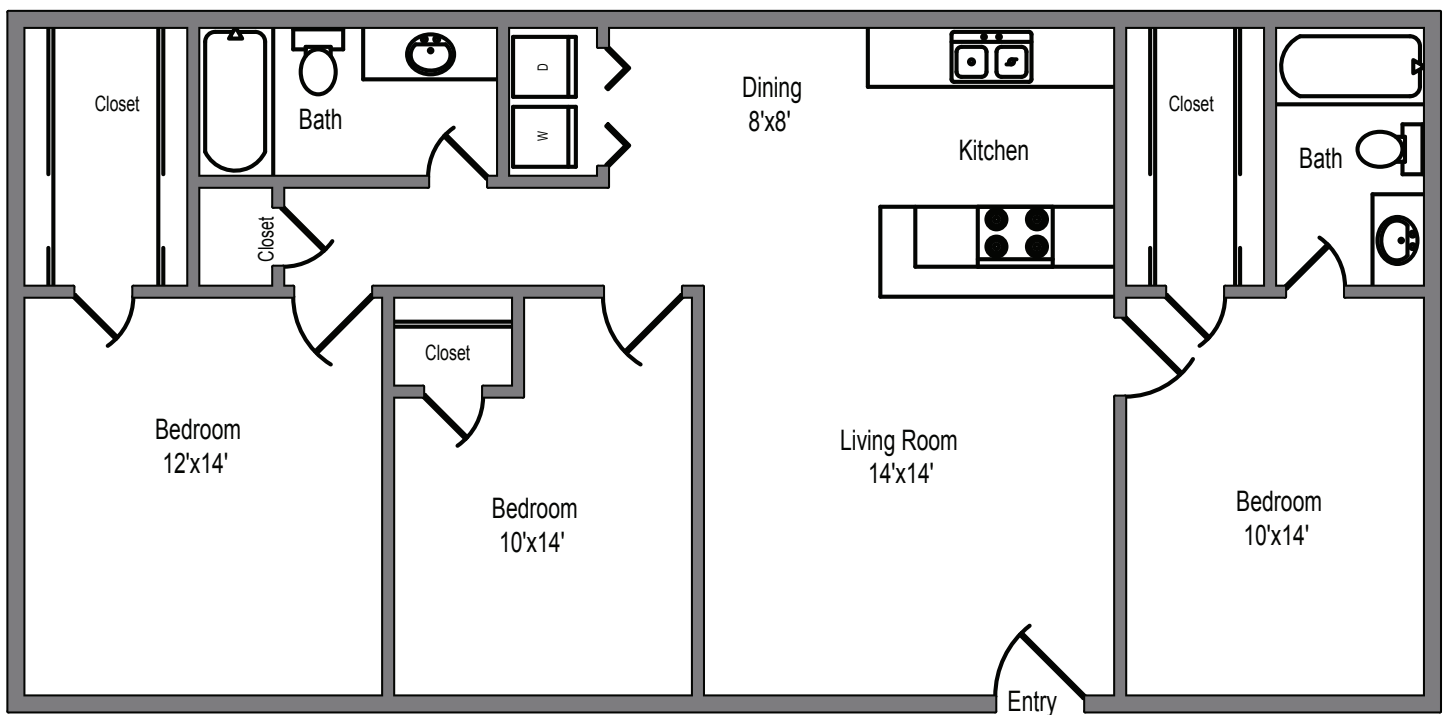 Closet
Bath
D
W
Dining
8'x8'
Kitchen
Closet
Bath
Closet
Closet
Bedroom
12'x14'
Bedroom
10'x14'
Living Room
14'x14'
Bedroom
10'x14'
Entry